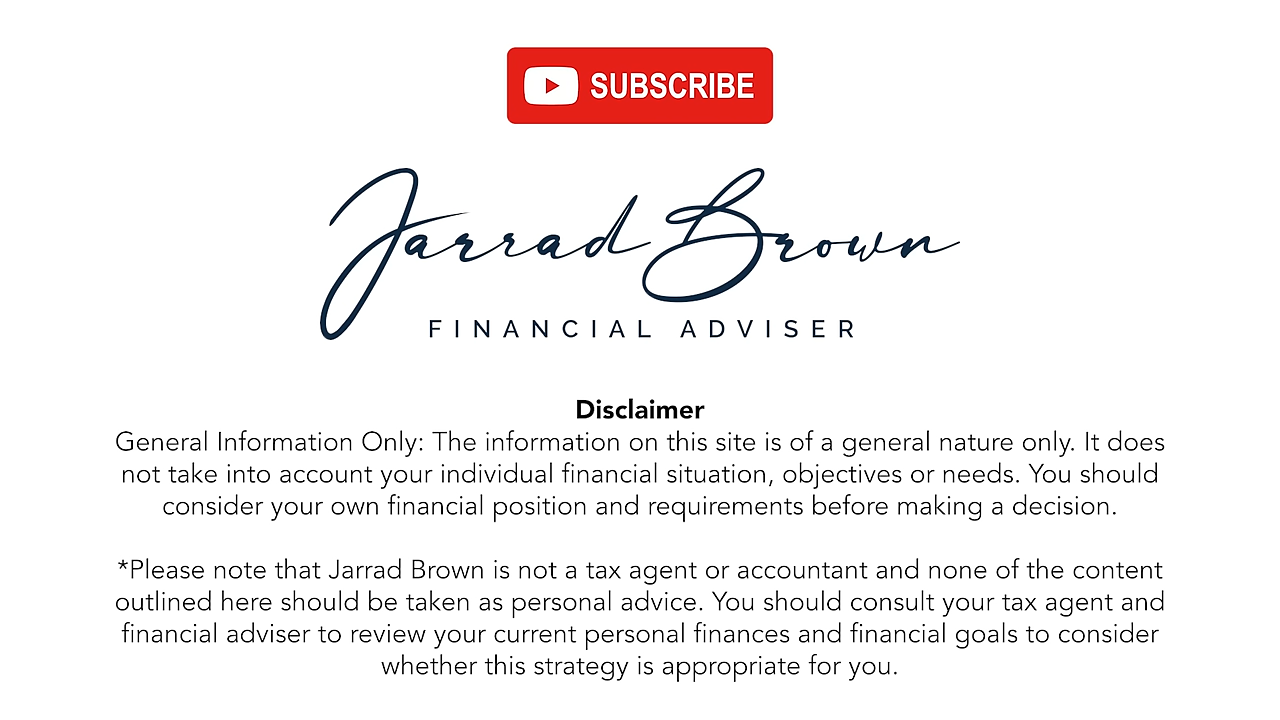 SUBSCRIBE
Jarrad Brown
FINANCIAL ADVISER
Disclaimer
General Information Only: The information on this site is of a general nature only. It does
not take into account your individual financial situation, objectives or needs. You should
consider your own financial position and requirements before making a decision.
*Please note that Jarrad Brown is not a tax agent or accountant and none of the content
outlined here should be taken as personal advice. You should consult your tax agent and
financial adviser to review your current personal finances and financial goals to consider
whether this strategy is appropriate for you.